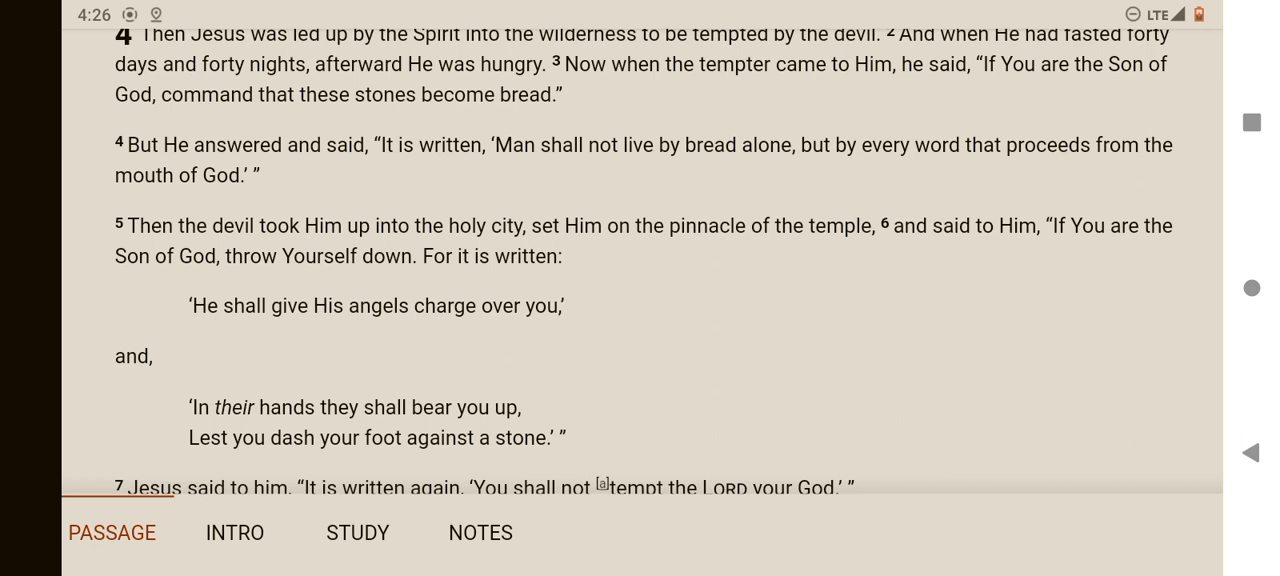 4:26
LTE
4 Then Jesus was led up by the Spirit into the wilderness to be tempted by the devil. 2 And when He had fasted forty
days and forty nights, afterward He was hungry. 3 Now when the tempter came to Him, he said, “If You are the Son of
God, command that these stones become bread.”
4 But He answered and said, “It is written, ‘Man shall not live by bread alone, but by every word that proceeds from the
mouth of God.’ ”
5 Then the devil took Him up into the holy city, set Him on the pinnacle of the temple, 6 and said to Him, “If You are the
Son of God, throw Yourself down. For it is written:
‘He shall give His angels charge over you,’
and,
‘In their hands they shall bear you up,
Lest you dash your foot against a stone.’ ”
7 Jesus said to him, “It is written again, ‘You shall not [a]tempt the LORD your God.’ ”
PASSAGE INTRO STUDY NOTES